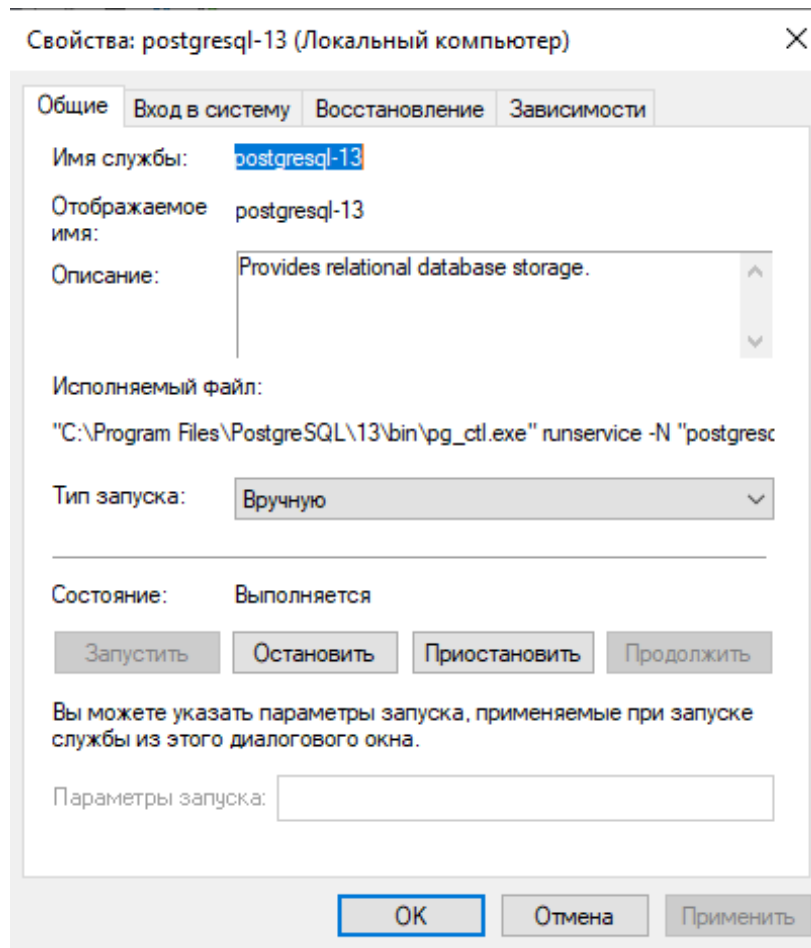 Свойства: postgresql-13 (Локальный компьютер)
Общие Вход в систему Восстановление Зависимости
Имя службы: postgresql-13
Отображаемое имя: postgresql-13
Описание: Provides relational database storage.
Исполняемый файл:
"C:\Program Files\PostgreSQL\13\bin\pg_ctl.exe" runservice -N "postgresq
Тип запуска: Вручную
Состояние: Выполняется
Запустить Остановить Приостановить Продолжить
Вы можете указать параметры запуска, применяемые при запуске
службы из этого диалогового окна.
Параметры запуска:
OK Отмена Применить